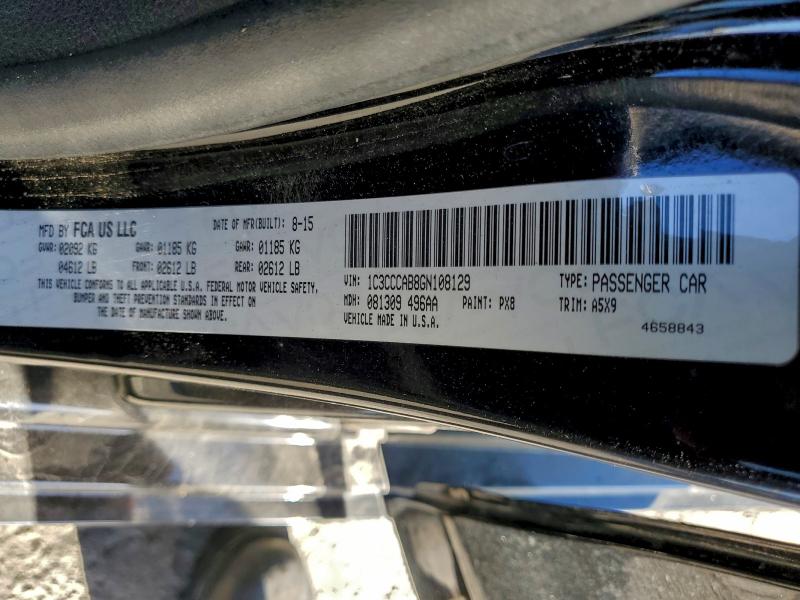 MFD BY FCA US LLC DATE OF MFR(BUILT): 8-15
GVWR: 02092 KG GAWR: 01185 KG GAWR: 01185 KG
04612 LB FRONT: 02612 LB REAR: 02612 LB
THIS VEHICLE CONFORMS TO ALL APPLICABLE U.S.A. FEDERAL MOTOR VEHICLE SAFETY,
BUMPER AND THEFT PREVENTION STANDARDS IN EFFECT ON
THE DATE OF MANUFACTURE SHOWN ABOVE.
VIN: 1C3CCCAB8GN108129 TYPE: PASSENGER CAR
MDH: 081309 496AA PAINT: PX8 TRIM: A5X9
VEHICLE MADE IN U.S.A.
4658843